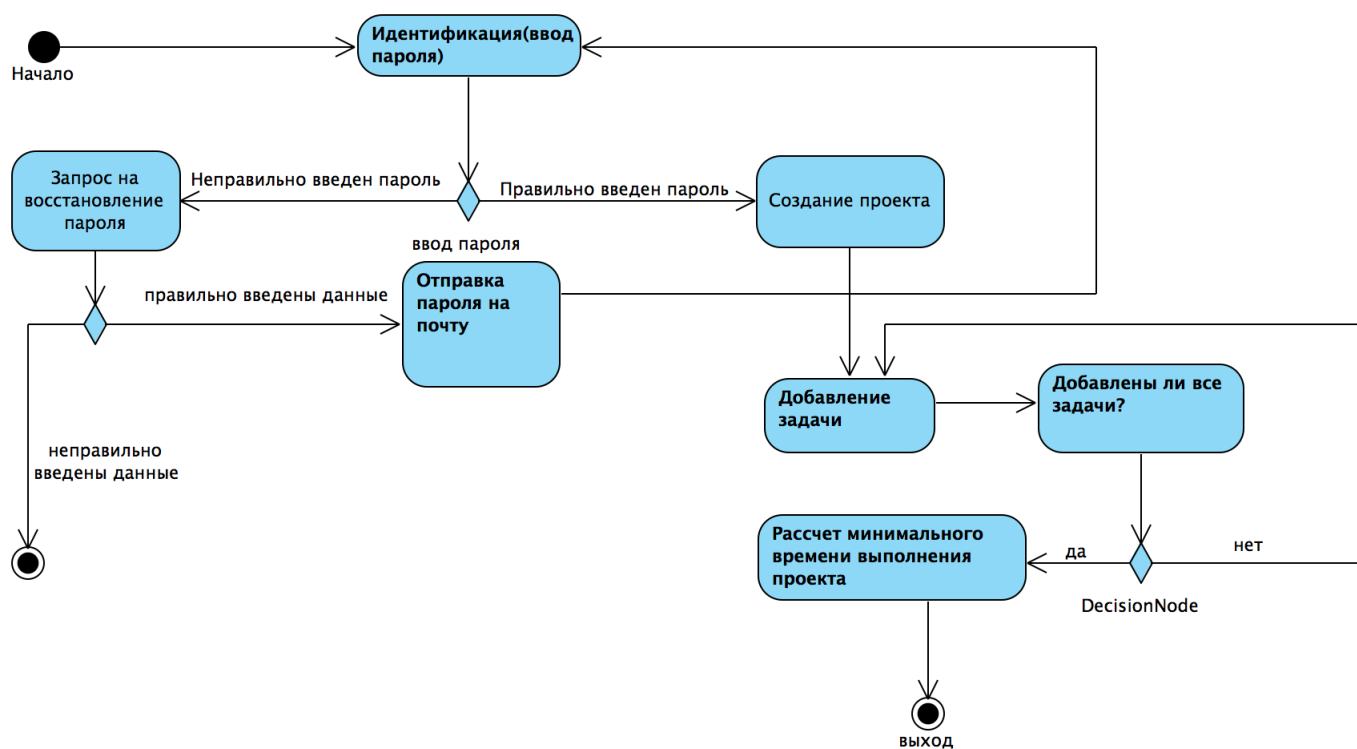 Идентификация(ввод
пароля)
Начало
Запрос на
восстановление
пароля
Неправильно введен пароль
Правильно введен пароль
Создание проекта
ввод пароля
Отправка
пароля на
почту
правильно введены данные
Добавление
задачи
Добавлены ли все
задачи?
неправильно
введены данные
Рассчет минимального
времени выполнения
проекта
да
нет
DecisionNode
выход